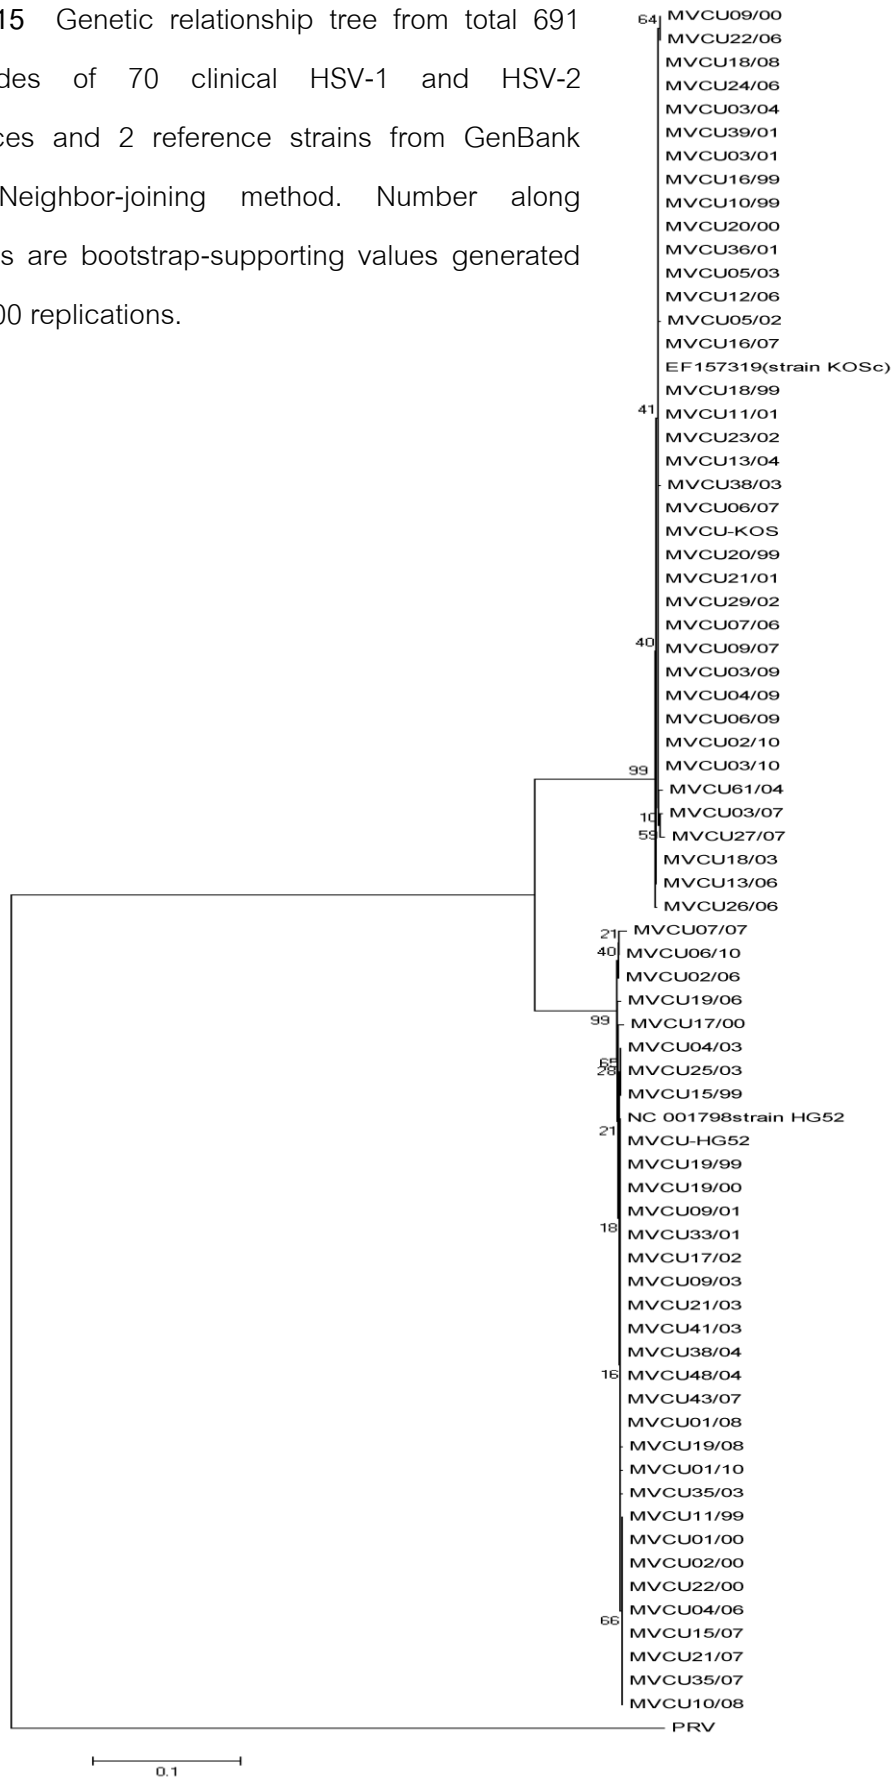 15 Genetic relationship tree from total 691
des of 70 clinical HSV-1 and HSV-2
ces and 2 reference strains from GenBank
Neighbor-joining method. Number along
s are bootstrap-supporting values generated
00 replications.
64
MVCU09/00
MVCU22/06
MVCU18/08
MVCU24/06
MVCU03/04
MVCU39/01
MVCU03/01
MVCU16/99
MVCU10/99
MVCU20/00
MVCU36/01
MVCU05/03
MVCU12/06
MVCU05/02
MVCU16/07
EF157319(strain KOSc)
MVCU18/99
41
MVCU11/01
MVCU23/02
MVCU13/04
MVCU38/03
MVCU06/07
MVCU-KOS
MVCU20/99
MVCU21/01
MVCU29/02
MVCU07/06
40
MVCU09/07
MVCU03/09
MVCU04/09
MVCU06/09
MVCU02/10
99
MVCU03/10
MVCU61/04
10
MVCU03/07
59
MVCU27/07
MVCU18/03
MVCU13/06
MVCU26/06
21
MVCU07/07
40
MVCU06/10
MVCU02/06
MVCU19/06
99
MVCU17/00
MVCU04/03
65
28
MVCU25/03
MVCU15/99
NC 001798strain HG52
21
MVCU-HG52
MVCU19/99
MVCU19/00
MVCU09/01
18
MVCU33/01
MVCU17/02
MVCU09/03
MVCU21/03
MVCU41/03
MVCU38/04
16
MVCU48/04
MVCU43/07
MVCU01/08
MVCU19/08
MVCU01/10
MVCU35/03
MVCU11/99
MVCU01/00
MVCU02/00
MVCU22/00
MVCU04/06
66
MVCU15/07
MVCU21/07
MVCU35/07
MVCU10/08
PRV
0.1